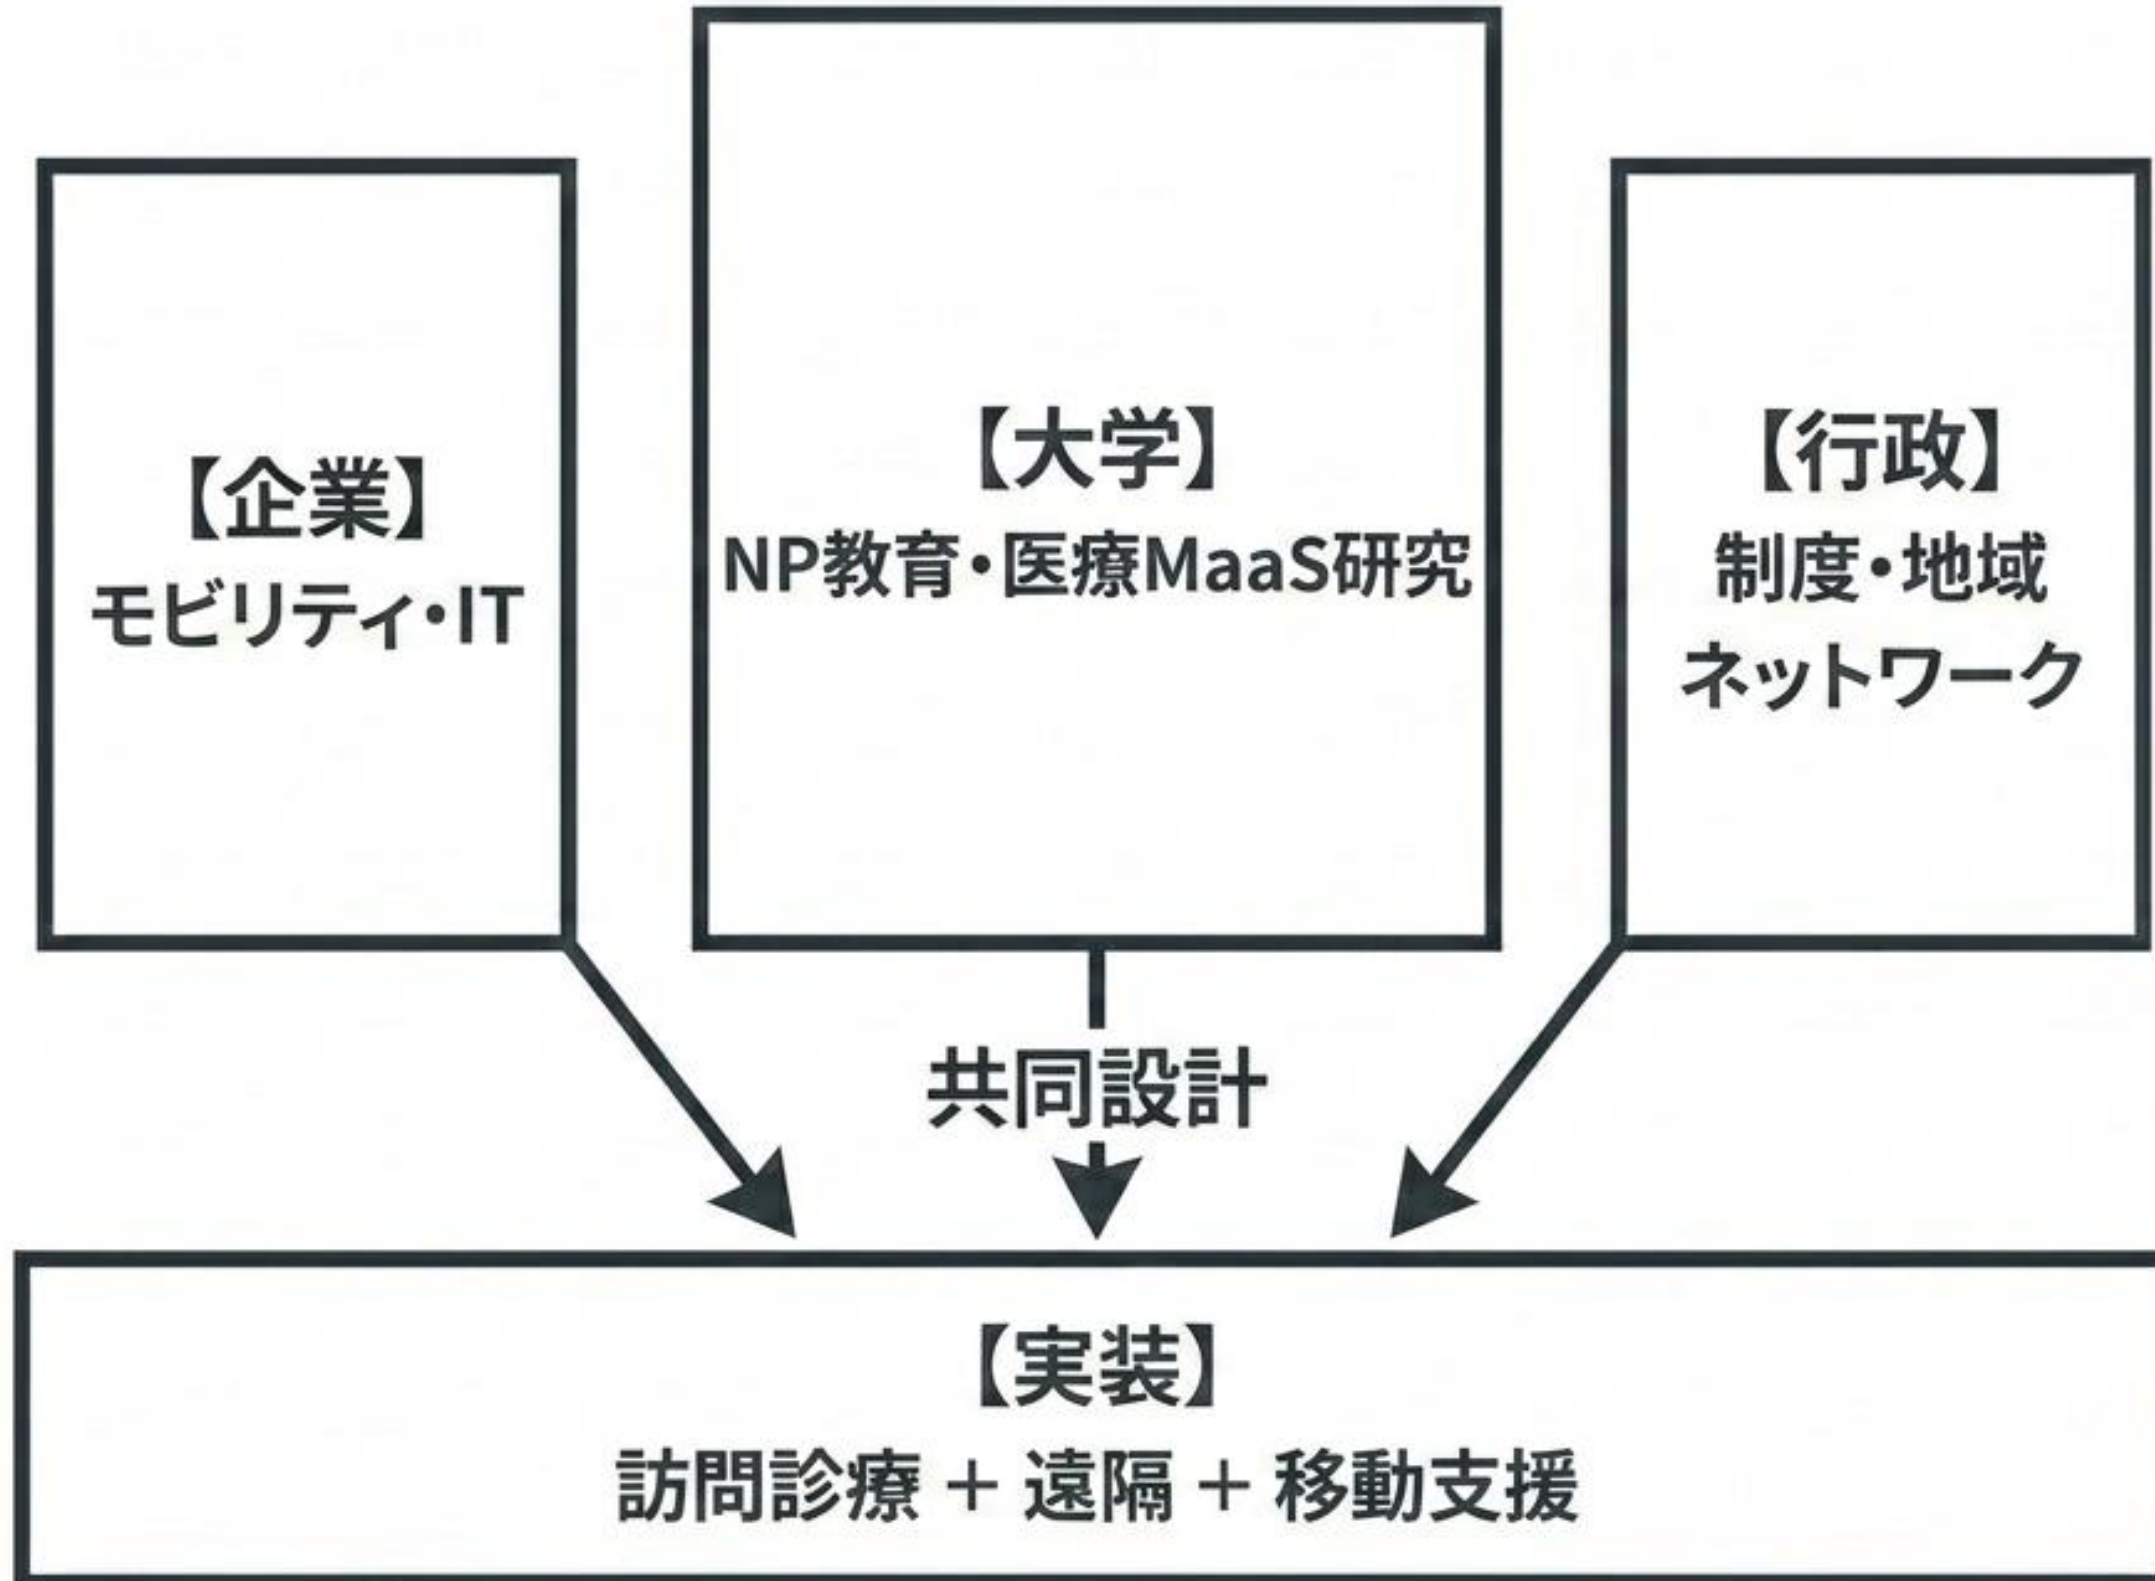 【企業】
モビリティ・IT
【大学】
NP教育・医療MaaS研究
【行政】
制度・地域
ネットワーク
共同設計
【実装】
訪問診療 + 遠隔 + 移動支援